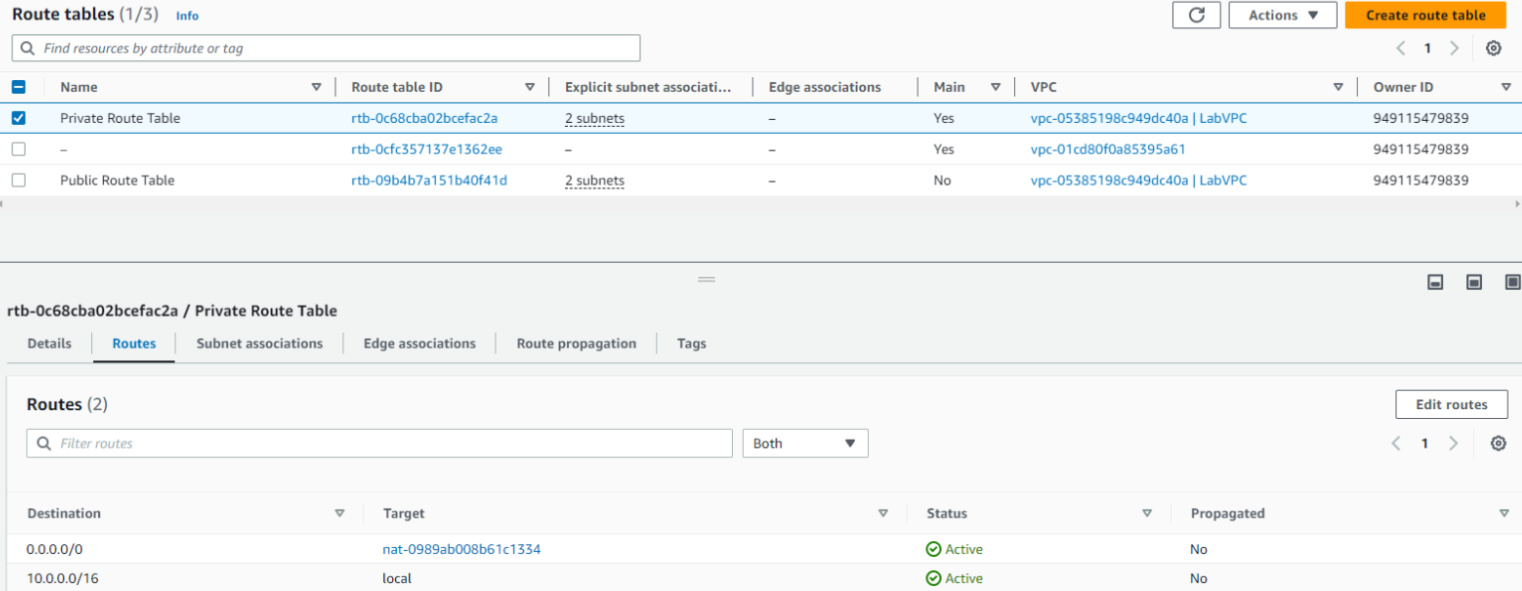 Route tables (1/3) Info
Actions ▼
Create route table
Find resources by attribute or tag
1
Name Route table ID Explicit subnet associati... Edge associations Main VPC Owner ID
Private Route Table rtb-0c68cba02bcefac2a 2 subnets – Yes vpc-05385198c949dc40a | LabVPC 949115479839
– rtb-0cfc357137e1362ee – – Yes vpc-01cd80f0a85395a61 949115479839
Public Route Table rtb-09b4b7a151b40f41d 2 subnets – No vpc-05385198c949dc40a | LabVPC 949115479839
rtb-0c68cba02bcefac2a / Private Route Table
Details Routes Subnet associations Edge associations Route propagation Tags
Routes (2)
Edit routes
Filter routes
Both
1
Destination Target Status Propagated
0.0.0.0/0 nat-0989ab008b61c1334 Active No
10.0.0.0/16 local Active No